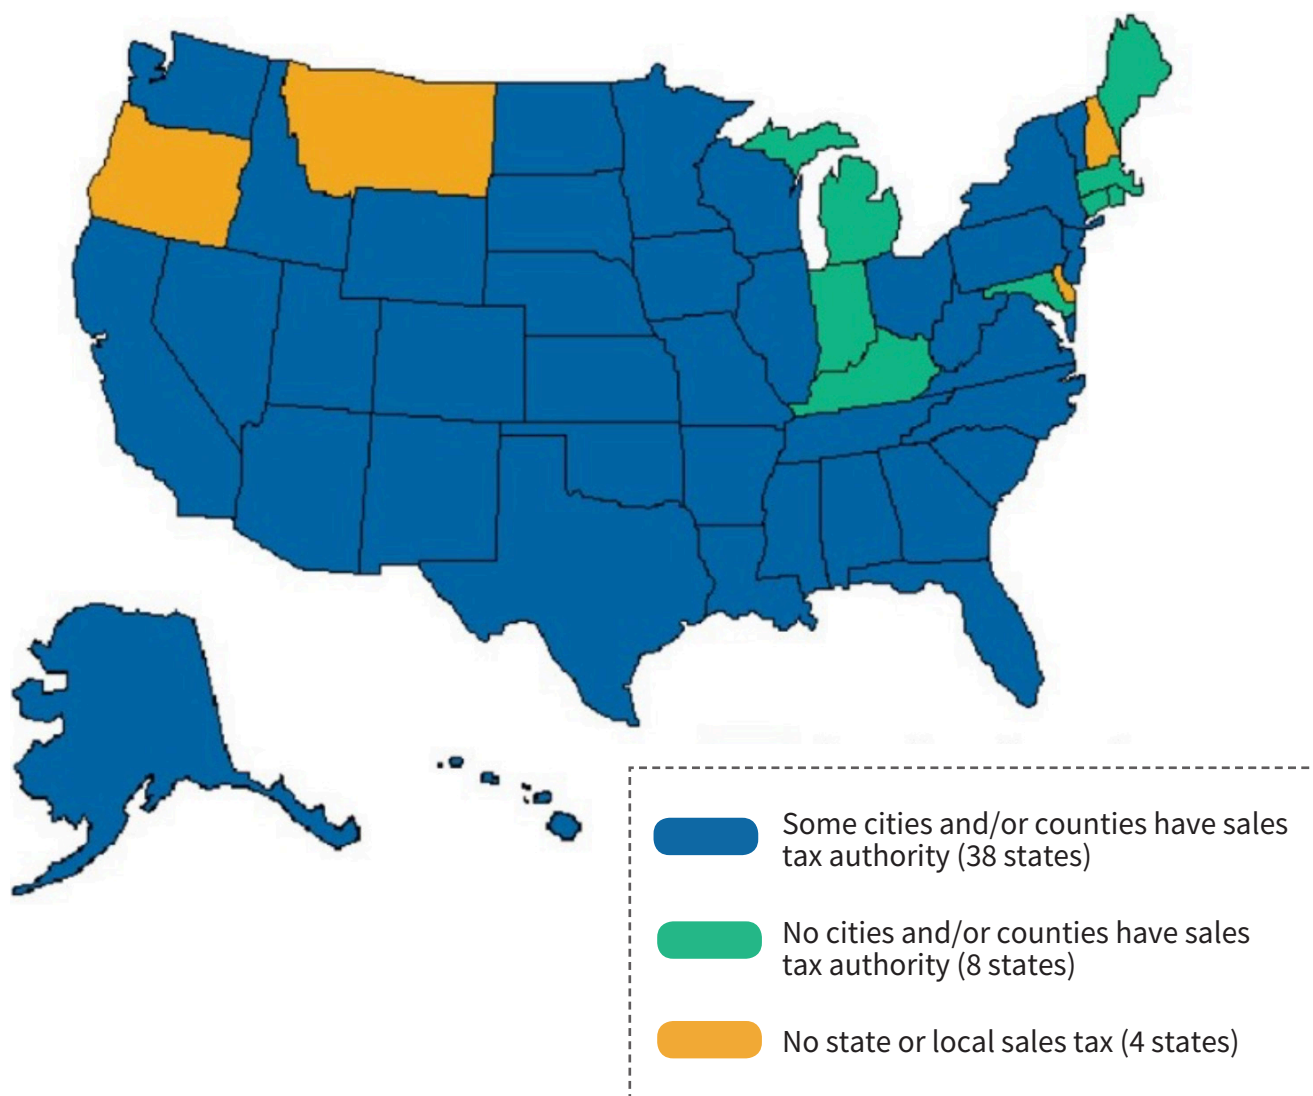 Some cities and/or counties have sales
tax authority (38 states)
No cities and/or counties have sales
tax authority (8 states)
No state or local sales tax (4 states)